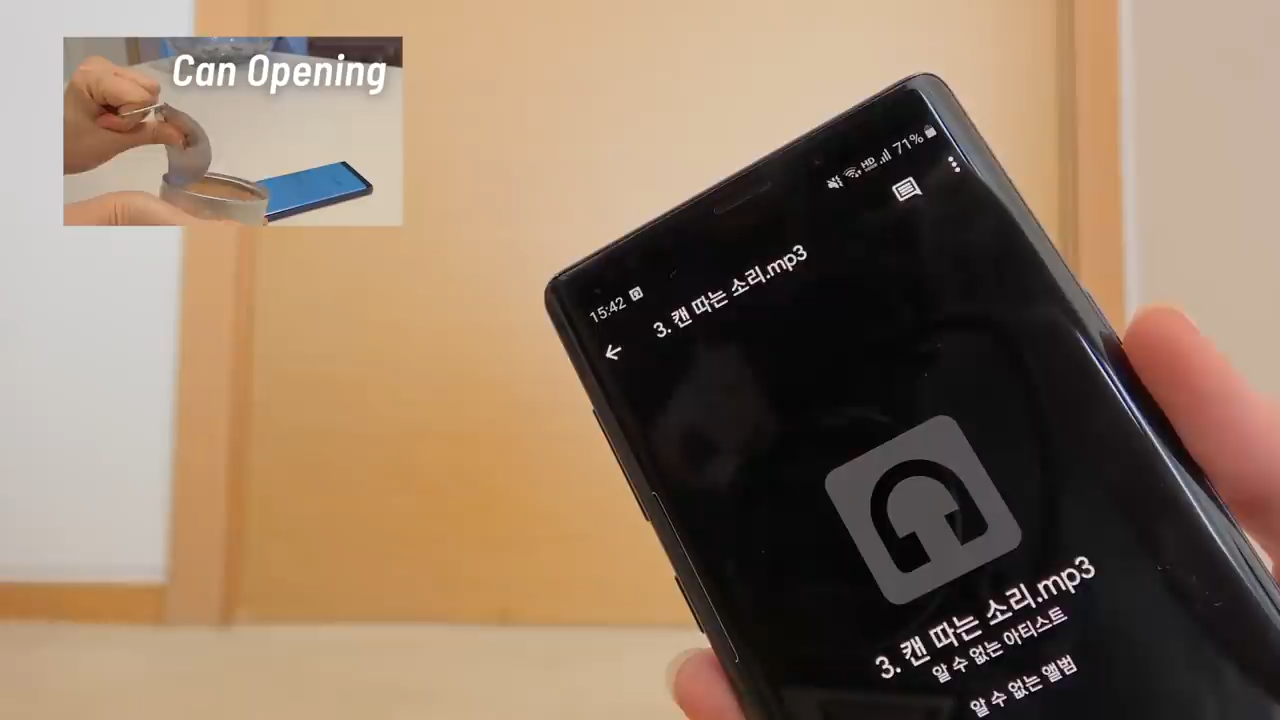 Can Opening
15:42
HD
71%
3. 캔 따는 소리.mp3
3. 캔 따는 소리.mp3
알 수 없는 아티스트
알 수 없는 앨범